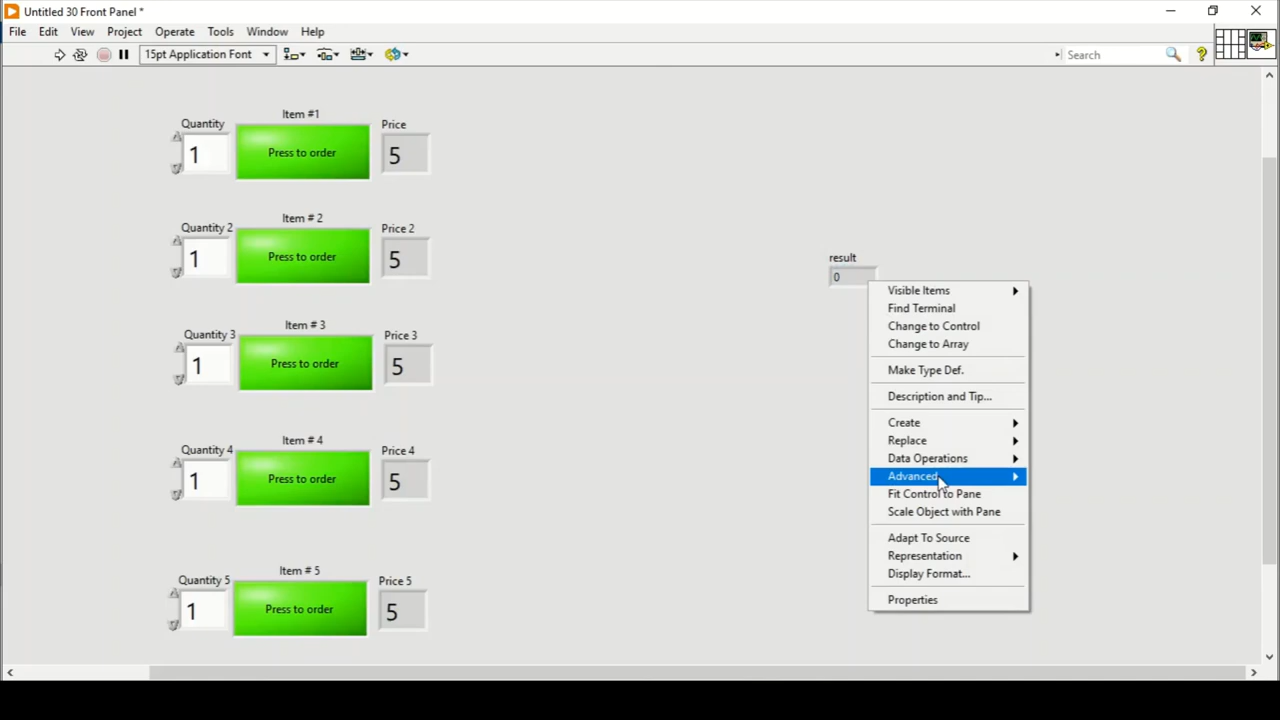 Untitled 30 Front Panel *
File Edit View Project Operate Tools Window Help
15pt Application Font
Search
?
Quantity
1
Item #1
Press to order
Price
5
Quantity 2
1
Item # 2
Press to order
Price 2
5
Quantity 3
1
Item # 3
Press to order
Price 3
5
Quantity 4
1
Item # 4
Press to order
Price 4
5
Quantity 5
1
Item # 5
Press to order
Price 5
5
result
0
Visible Items
Find Terminal
Change to Control
Change to Array
Make Type Def.
Description and Tip...
Create
Replace
Data Operations
Advanced
Fit Control to Pane
Scale Object with Pane
Adapt To Source
Representation
Display Format...
Properties